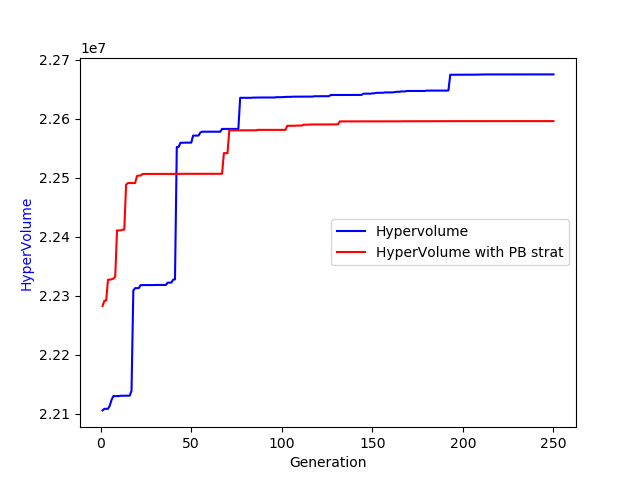 1e7
2.27
2.26
2.25
2.24
2.23
2.22
2.21
HyperVolume
Hypervolume
HyperVolume with PB strat
0 50 100 150 200 250
Generation